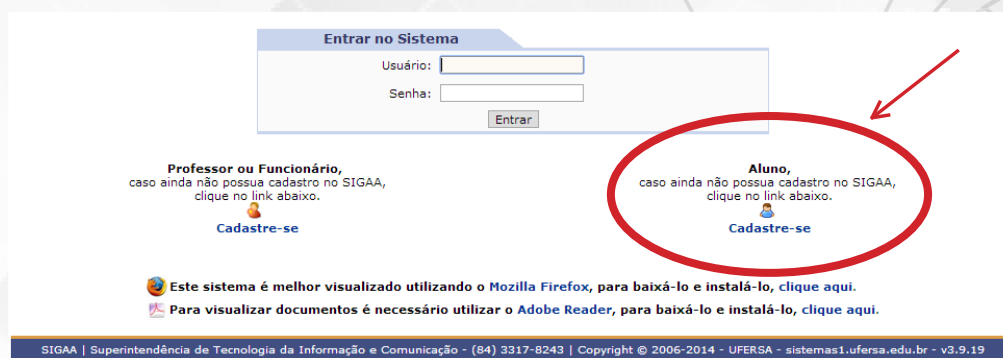 Entrar no Sistema
Usuário:
Senha:
Entrar
Professor ou Funcionário,
caso ainda não possua cadastro no SIGAA,
clique no link abaixo.
Cadastre-se
Aluno,
caso ainda não possua cadastro no SIGAA,
clique no link abaixo.
Cadastre-se
Este sistema é melhor visualizado utilizando o Mozilla Firefox, para baixá-lo e instalá-lo, clique aqui.
Para visualizar documentos é necessário utilizar o Adobe Reader, para baixá-lo e instalá-lo, clique aqui.
SIGAA | Superintendência de Tecnologia da Informação e Comunicação - (84) 3317-8243 | Copyright © 2006-2014 - UFERSA - sistemas1.ufersa.edu.br - v3.9.19